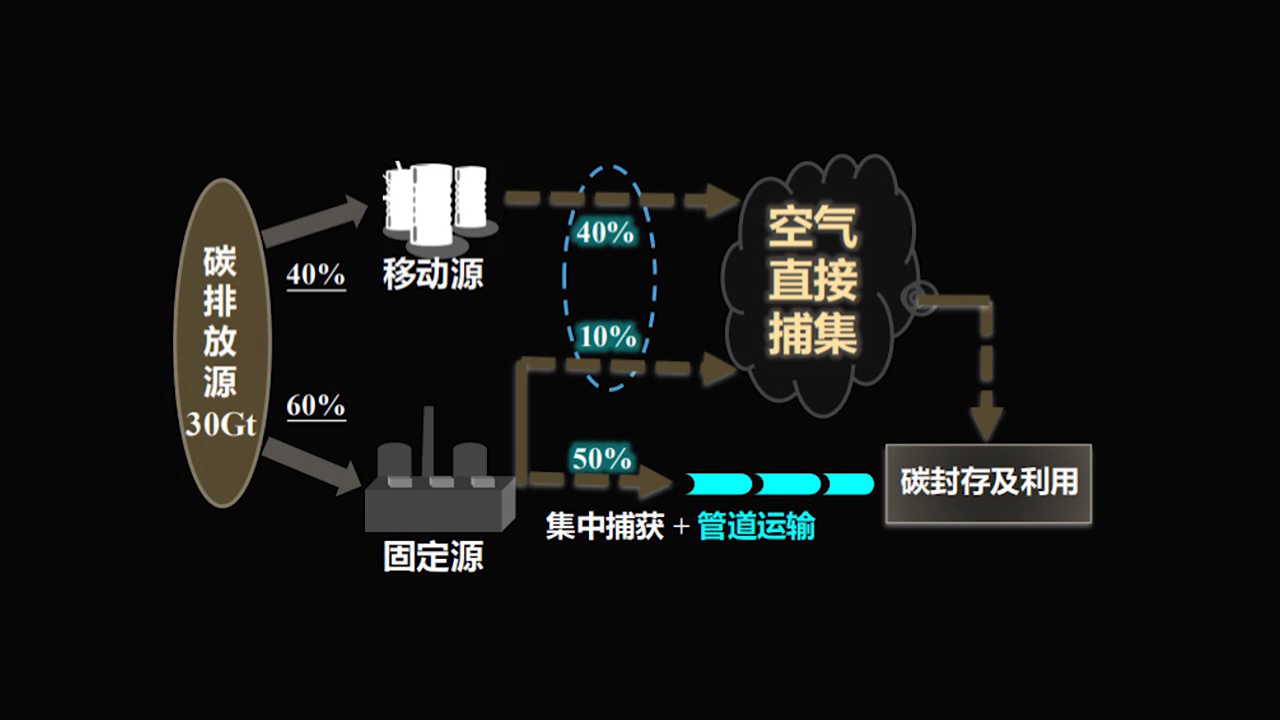 碳
排
放
源
30Gt
40%
60%
移动源
固定源
40%
10%
50%
集中捕获 + 管道运输
空气
直接
捕集
碳封存及利用